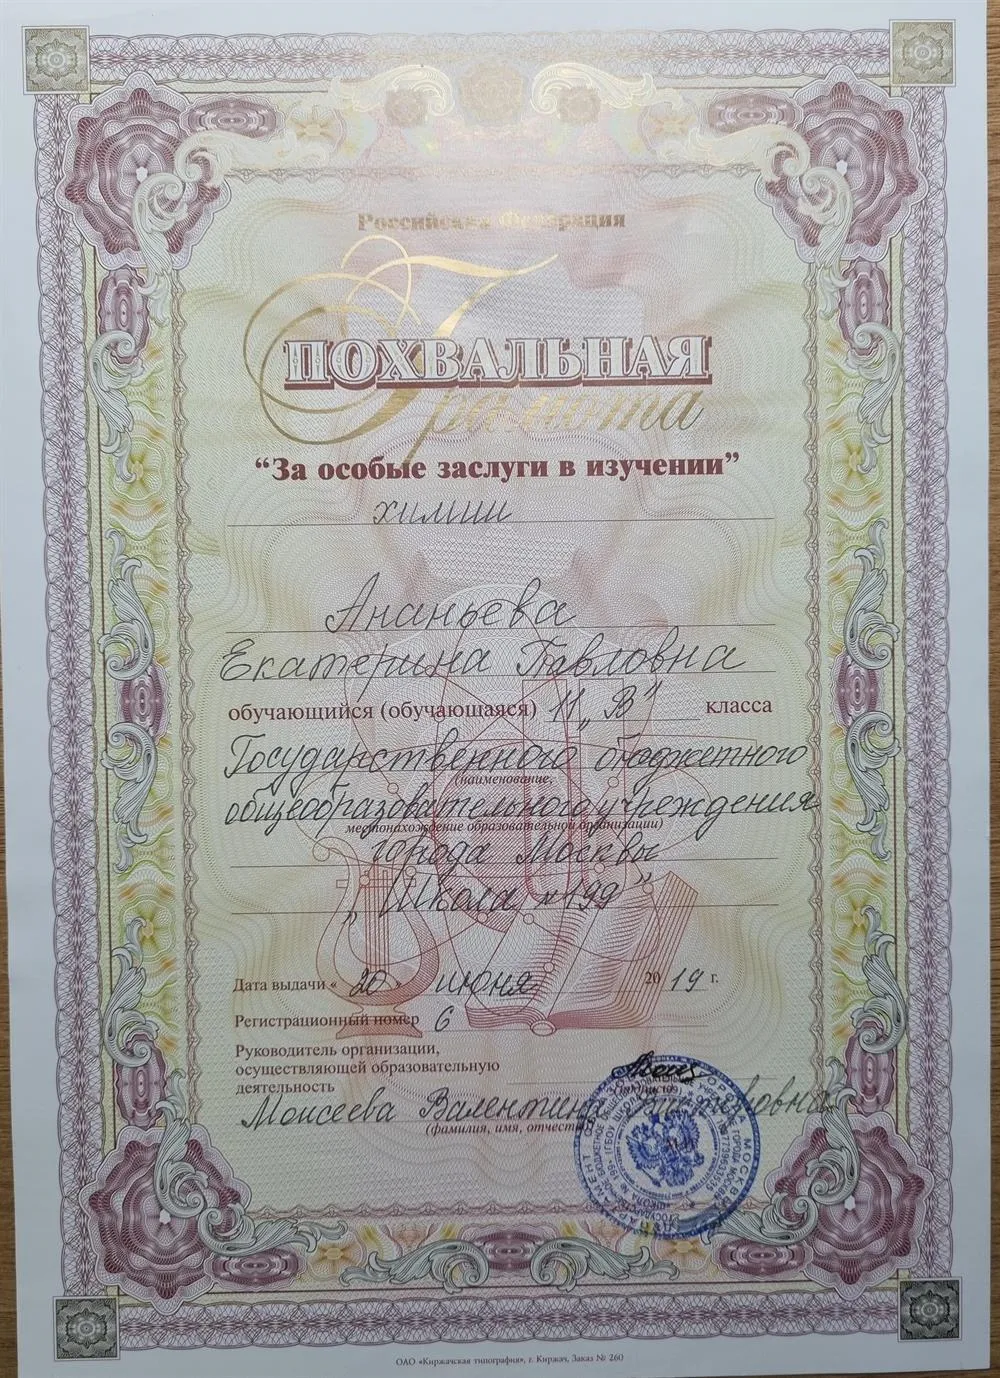 Российская Федерация
ПОХВАЛЬНАЯ
Грамота
“За особые заслуги в изучении”
химии
Ананьева
Екатерина Павловна
обучающийся (обучающаяся) 11 „В" класса
Государственного бюджетного
(наименование,
общеобразовательного учреждения
местонахождение образовательной организации)
города Москвы
„Школа №199"
Дата выдачи « 20 » июня 2019 г.
Регистрационный номер 6
Руководитель организации,
осуществляющей образовательную
деятельность
(подпись)
Моисеева Валентина
(фамилия, имя, отчество)
ОАО «Киржачская типография», г. Киржач, Заказ № 260